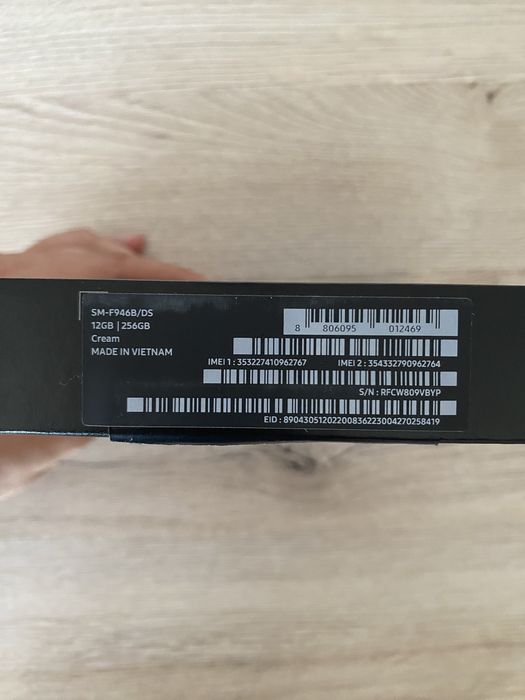 SM-F946B/DS
12GB | 256GB
Cream
MADE IN VIETNAM
8 806095 012469
IMEI 1 : 353227410962767 IMEI 2 : 354332790962764
S/N : RFCW809VBYP
EID : 89043051202200836223004270258419